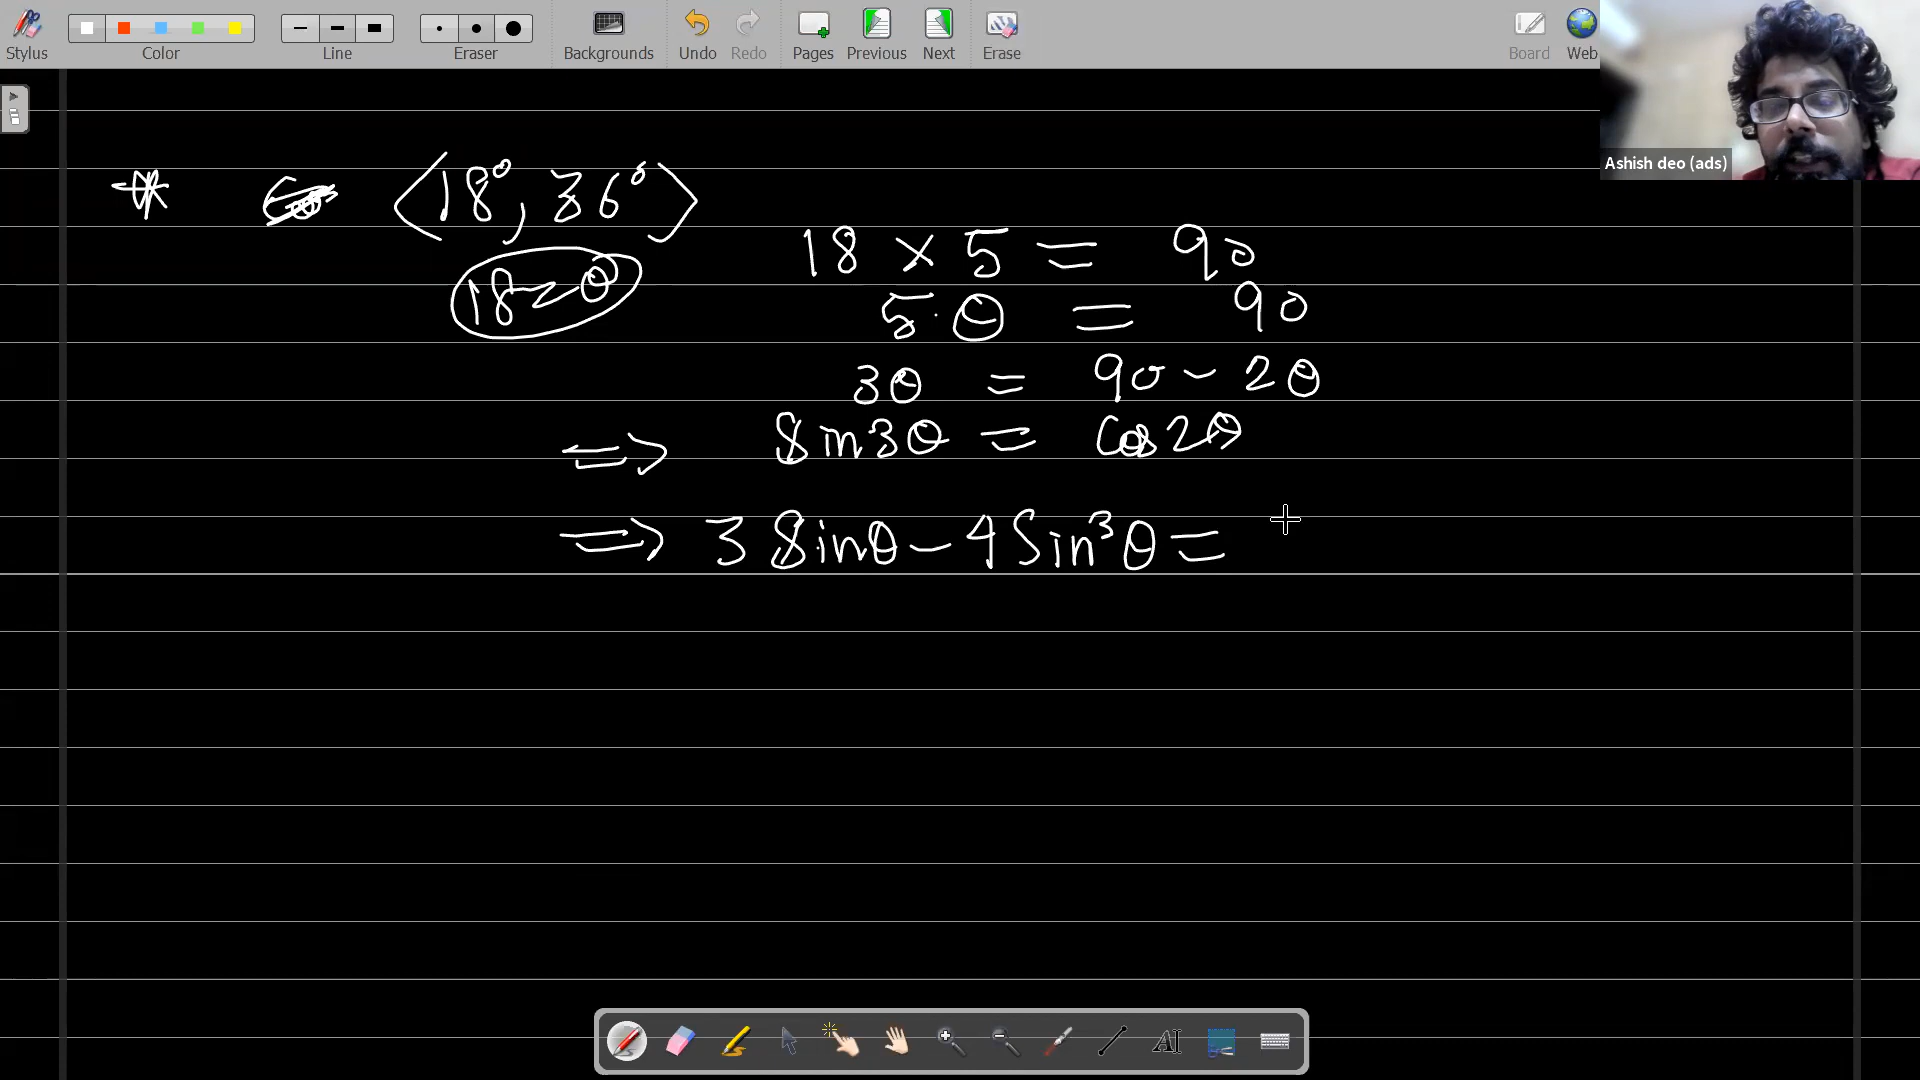 Stylus Color Line Eraser Backgrounds Undo Redo Pages Previous Next Erase Board Web
Ashish deo (ads)
⟨18°, 36°⟩
18 = θ
18 × 5 = 90
5·θ = 90
3θ = 90 - 2θ
=> sin3θ = cos2θ
=> 3 sinθ - 4 sin³θ =
AI